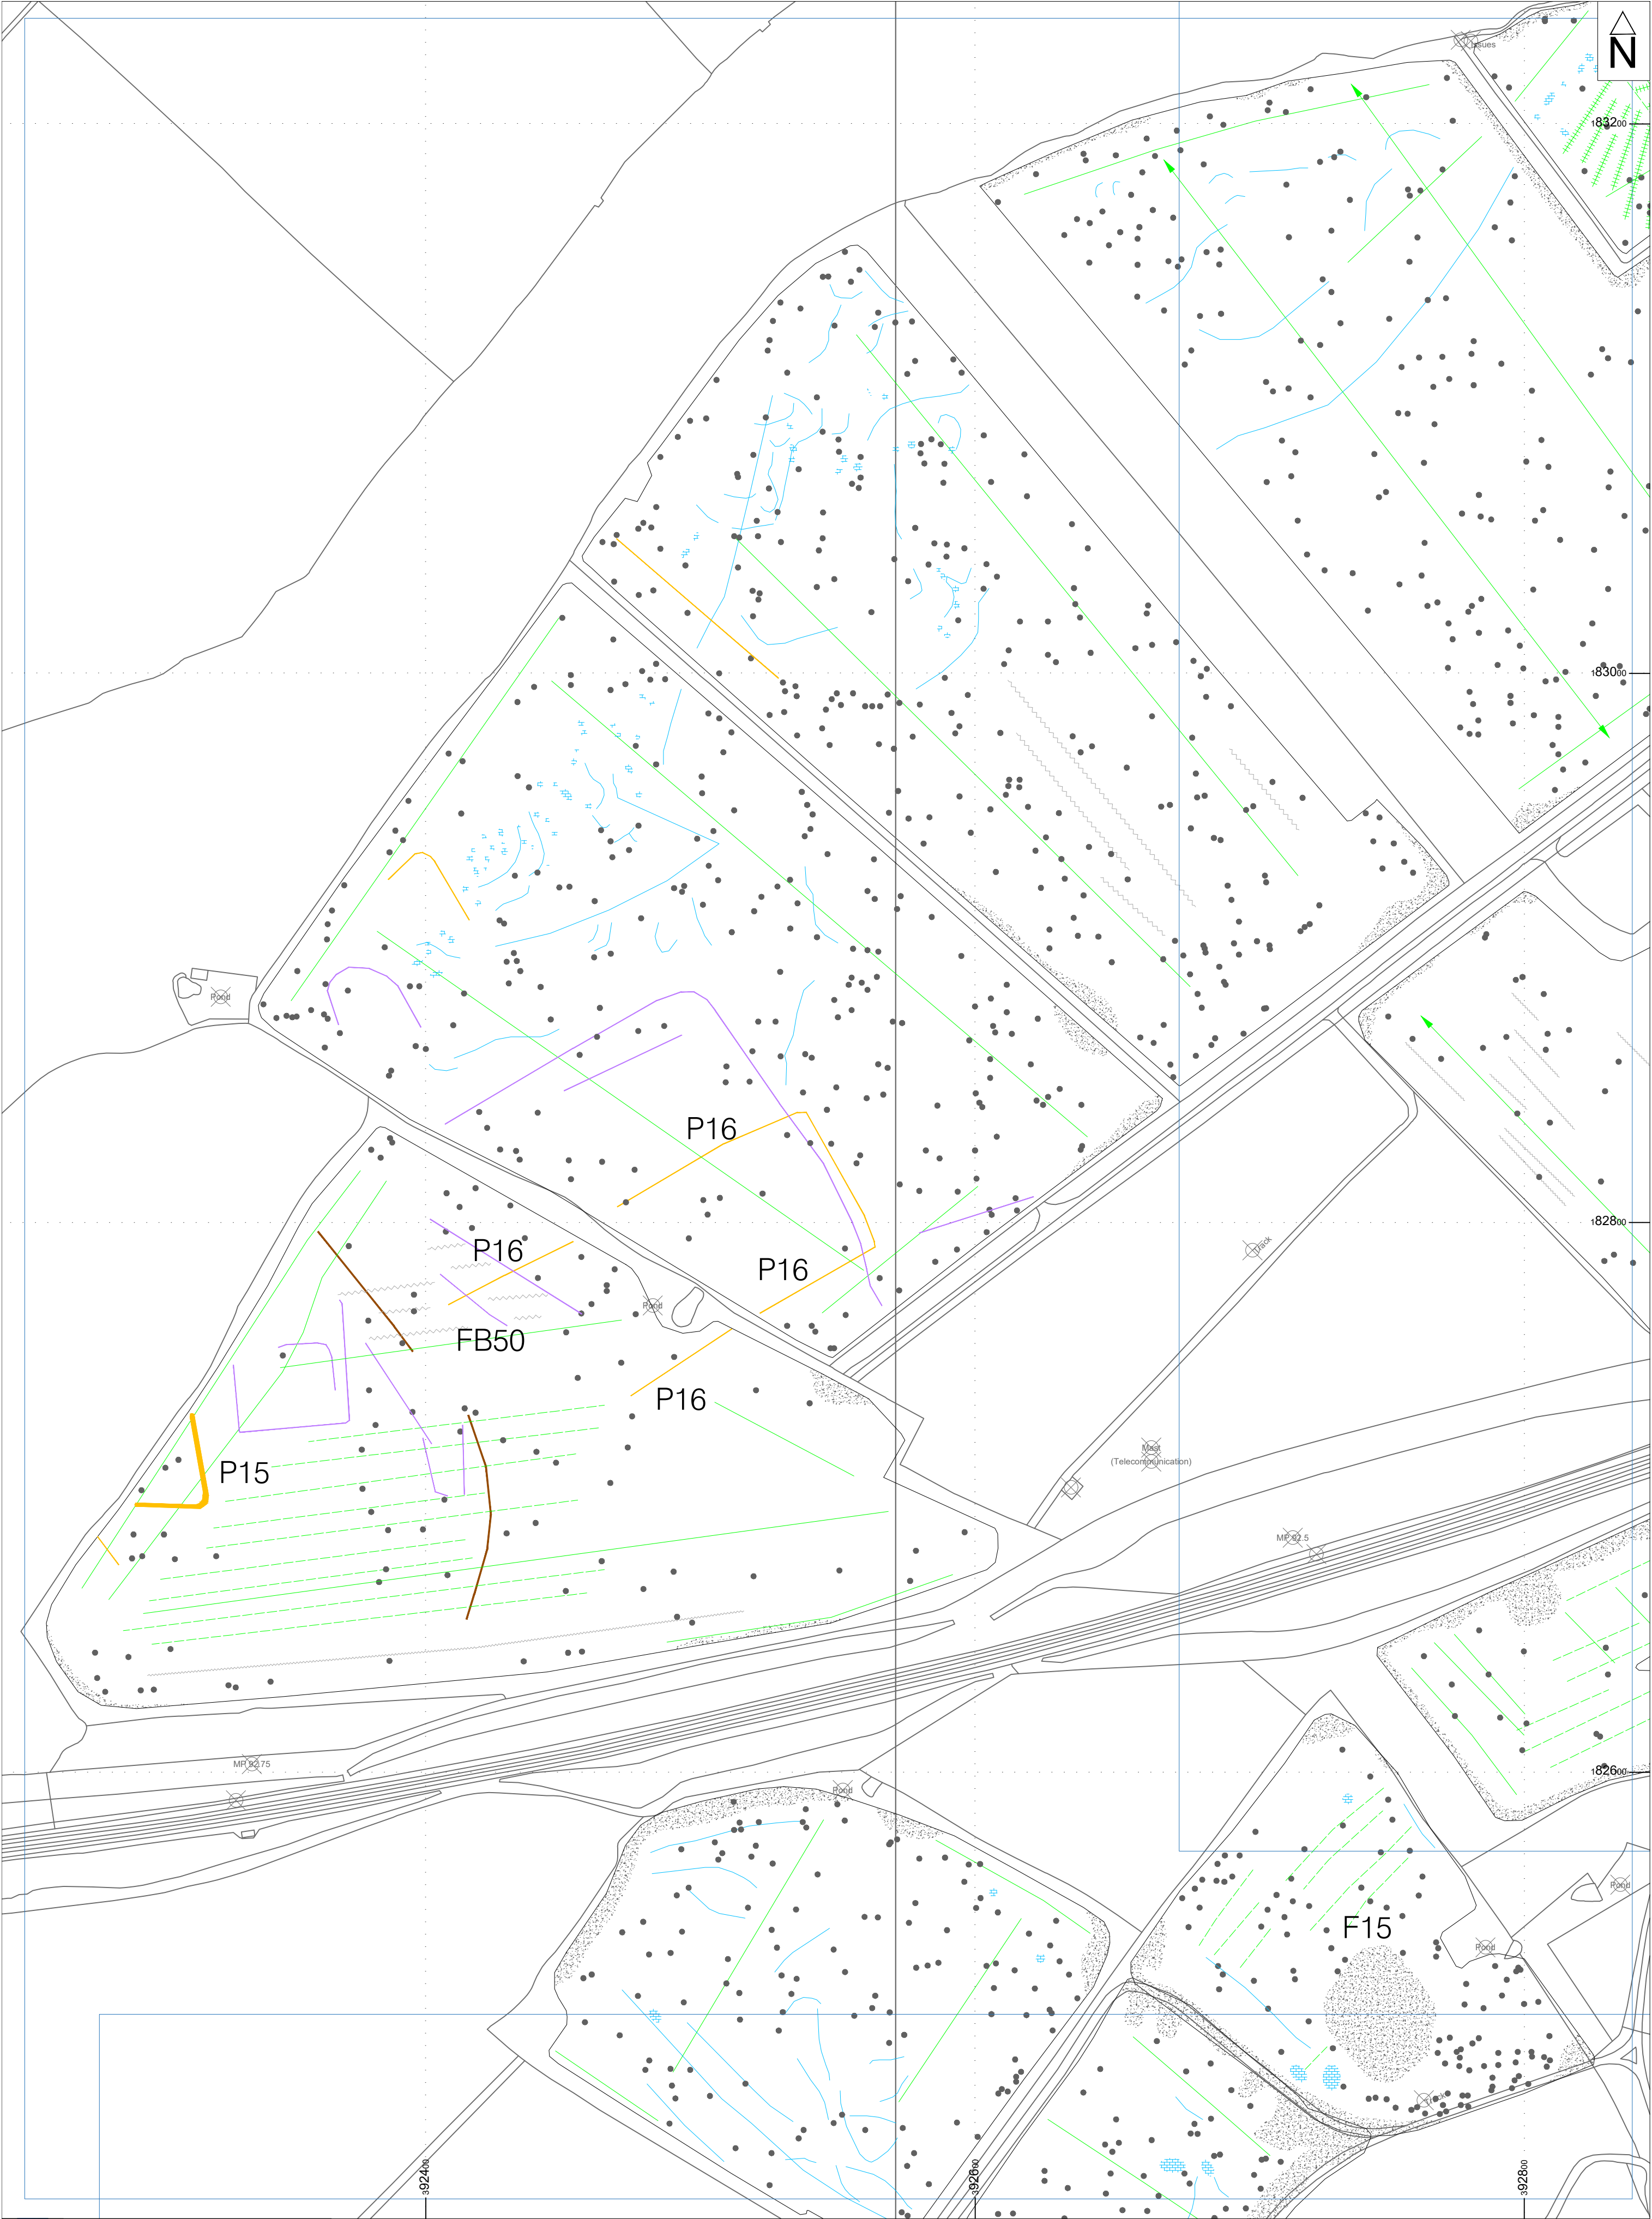 N
Issues
183200
183000
Pond
P16
182800
P16
Track
P16
Pond
FB50
P16
Mast
(Telecommunication)
P15
MP 92.5
MP 92.75
182600
Pond
Pond
F15
Pond
Track
392400
392600
392800